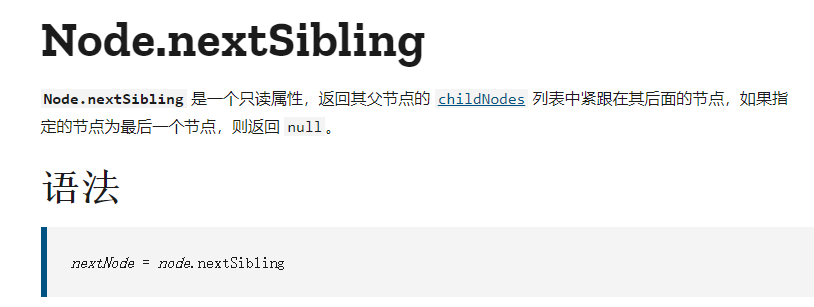 Node.nextSibling
Node.nextSibling 是一个只读属性，返回其父节点的 childNodes 列表中紧跟在其后面的节点，如果指
定的节点为最后一个节点，则返回 null。
语法
nextNode = node.nextSibling